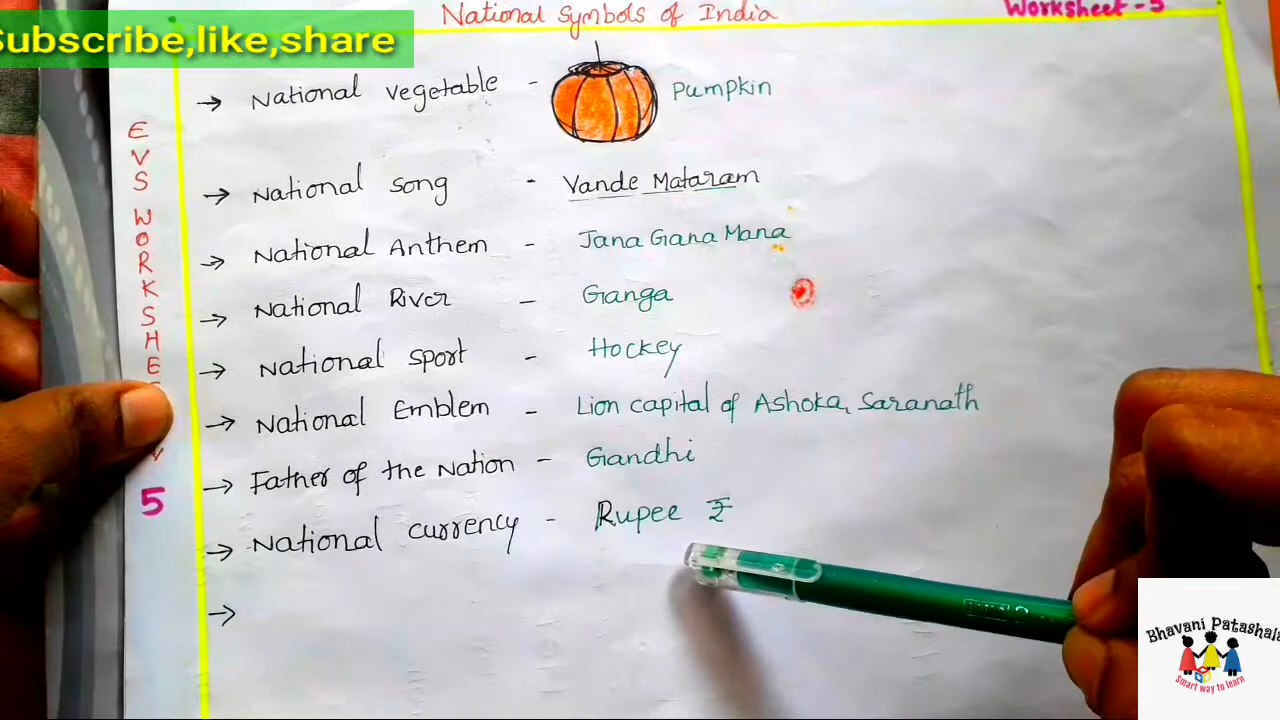 National Symbols of India
Worksheet - 5
Subscribe,like,share
→ National vegetable - Pumpkin
→ National song - Vande Mataram
→ National Anthem - Jana Gana Mana
→ National River - Ganga
→ National sport - Hockey
→ National Emblem - Lion capital of Ashoka, Saranath
→ Father of the Nation - Gandhi
→ National currency - Rupee ₹
→
EVS WORKSHE
5
Bhavani Patashala
Smart way to learn